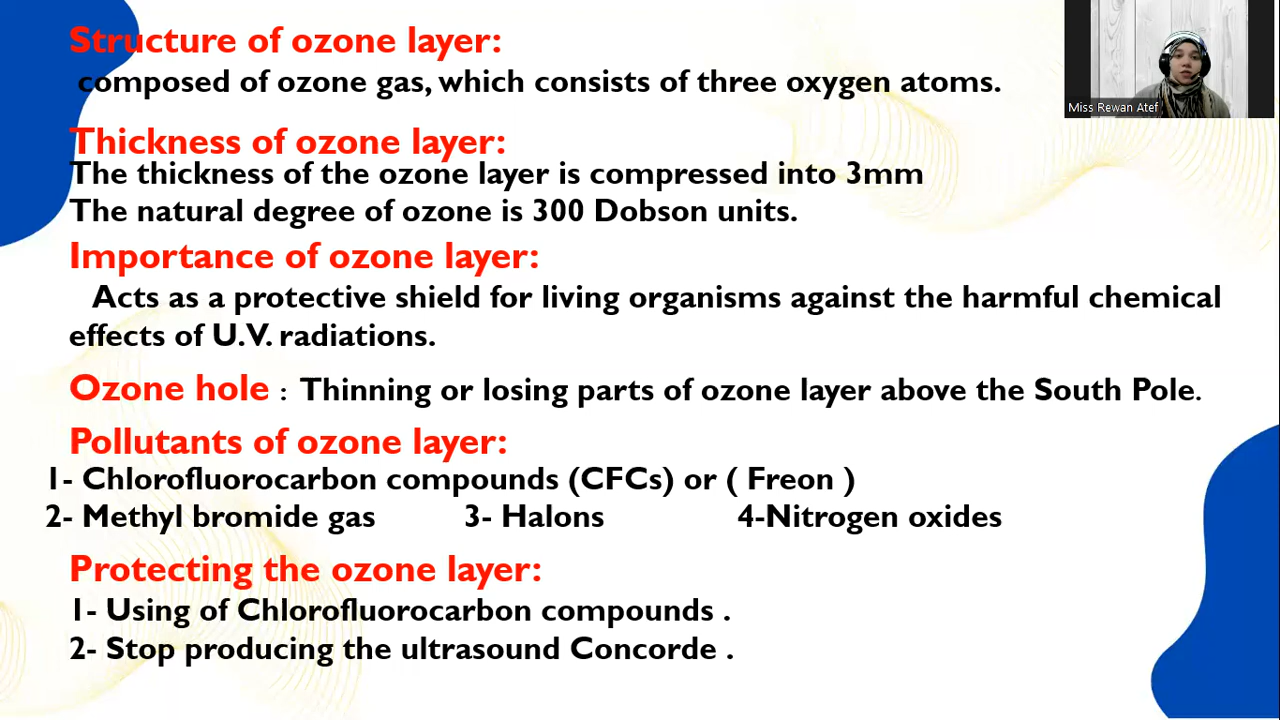 Structure of ozone layer:
composed of ozone gas, which consists of three oxygen atoms.
Miss Rewan Atef
Thickness of ozone layer:
The thickness of the ozone layer is compressed into 3mm
The natural degree of ozone is 300 Dobson units.
Importance of ozone layer:
Acts as a protective shield for living organisms against the harmful chemical
effects of U.V. radiations.
Ozone hole : Thinning or losing parts of ozone layer above the South Pole.
Pollutants of ozone layer:
1- Chlorofluorocarbon compounds (CFCs) or ( Freon )
2- Methyl bromide gas 3- Halons 4-Nitrogen oxides
Protecting the ozone layer:
1- Using of Chlorofluorocarbon compounds .
2- Stop producing the ultrasound Concorde .